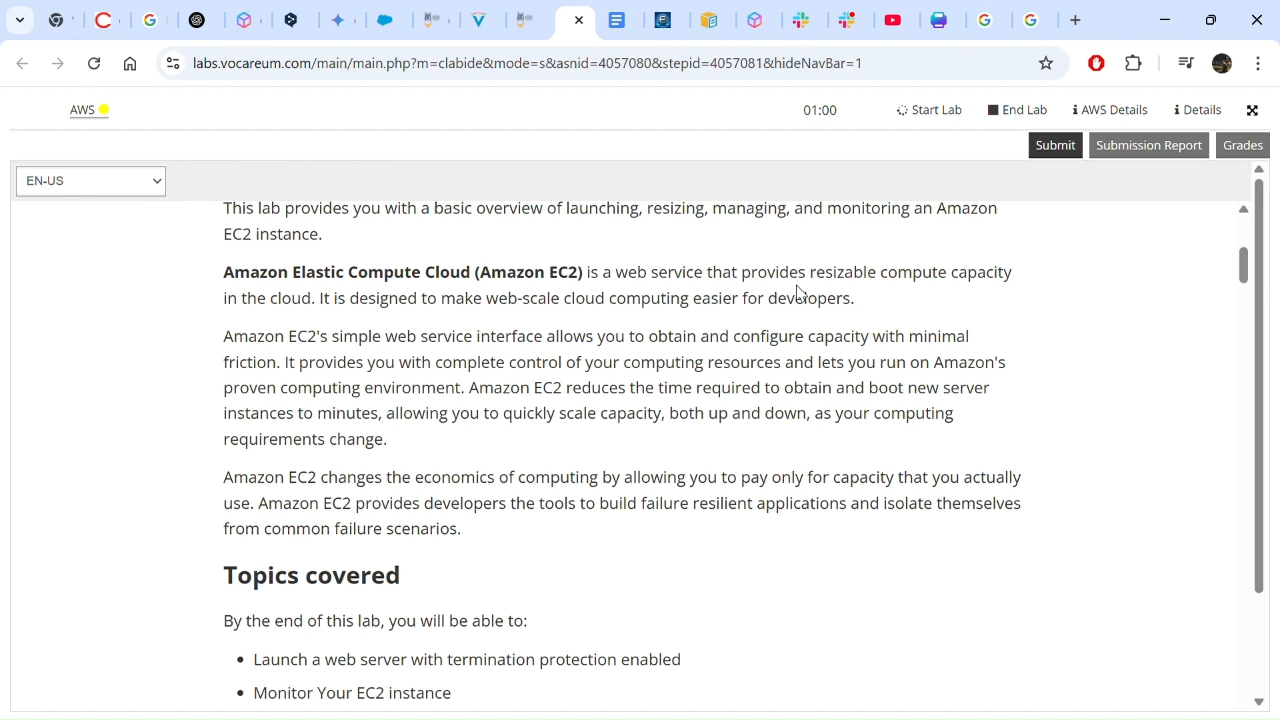 labs.vocareum.com/main/main.php?m=clabide&mode=s&asnid=4057080&stepid=4057081&hideNavBar=1
AWS 01:00 Start Lab End Lab AWS Details Details
Submit Submission Report Grades
EN-US
This lab provides you with a basic overview of launching, resizing, managing, and monitoring an Amazon
EC2 instance.
Amazon Elastic Compute Cloud (Amazon EC2) is a web service that provides resizable compute capacity
in the cloud. It is designed to make web-scale cloud computing easier for developers.
Amazon EC2's simple web service interface allows you to obtain and configure capacity with minimal
friction. It provides you with complete control of your computing resources and lets you run on Amazon's
proven computing environment. Amazon EC2 reduces the time required to obtain and boot new server
instances to minutes, allowing you to quickly scale capacity, both up and down, as your computing
requirements change.
Amazon EC2 changes the economics of computing by allowing you to pay only for capacity that you actually
use. Amazon EC2 provides developers the tools to build failure resilient applications and isolate themselves
from common failure scenarios.
Topics covered
By the end of this lab, you will be able to:
Launch a web server with termination protection enabled
Monitor Your EC2 instance